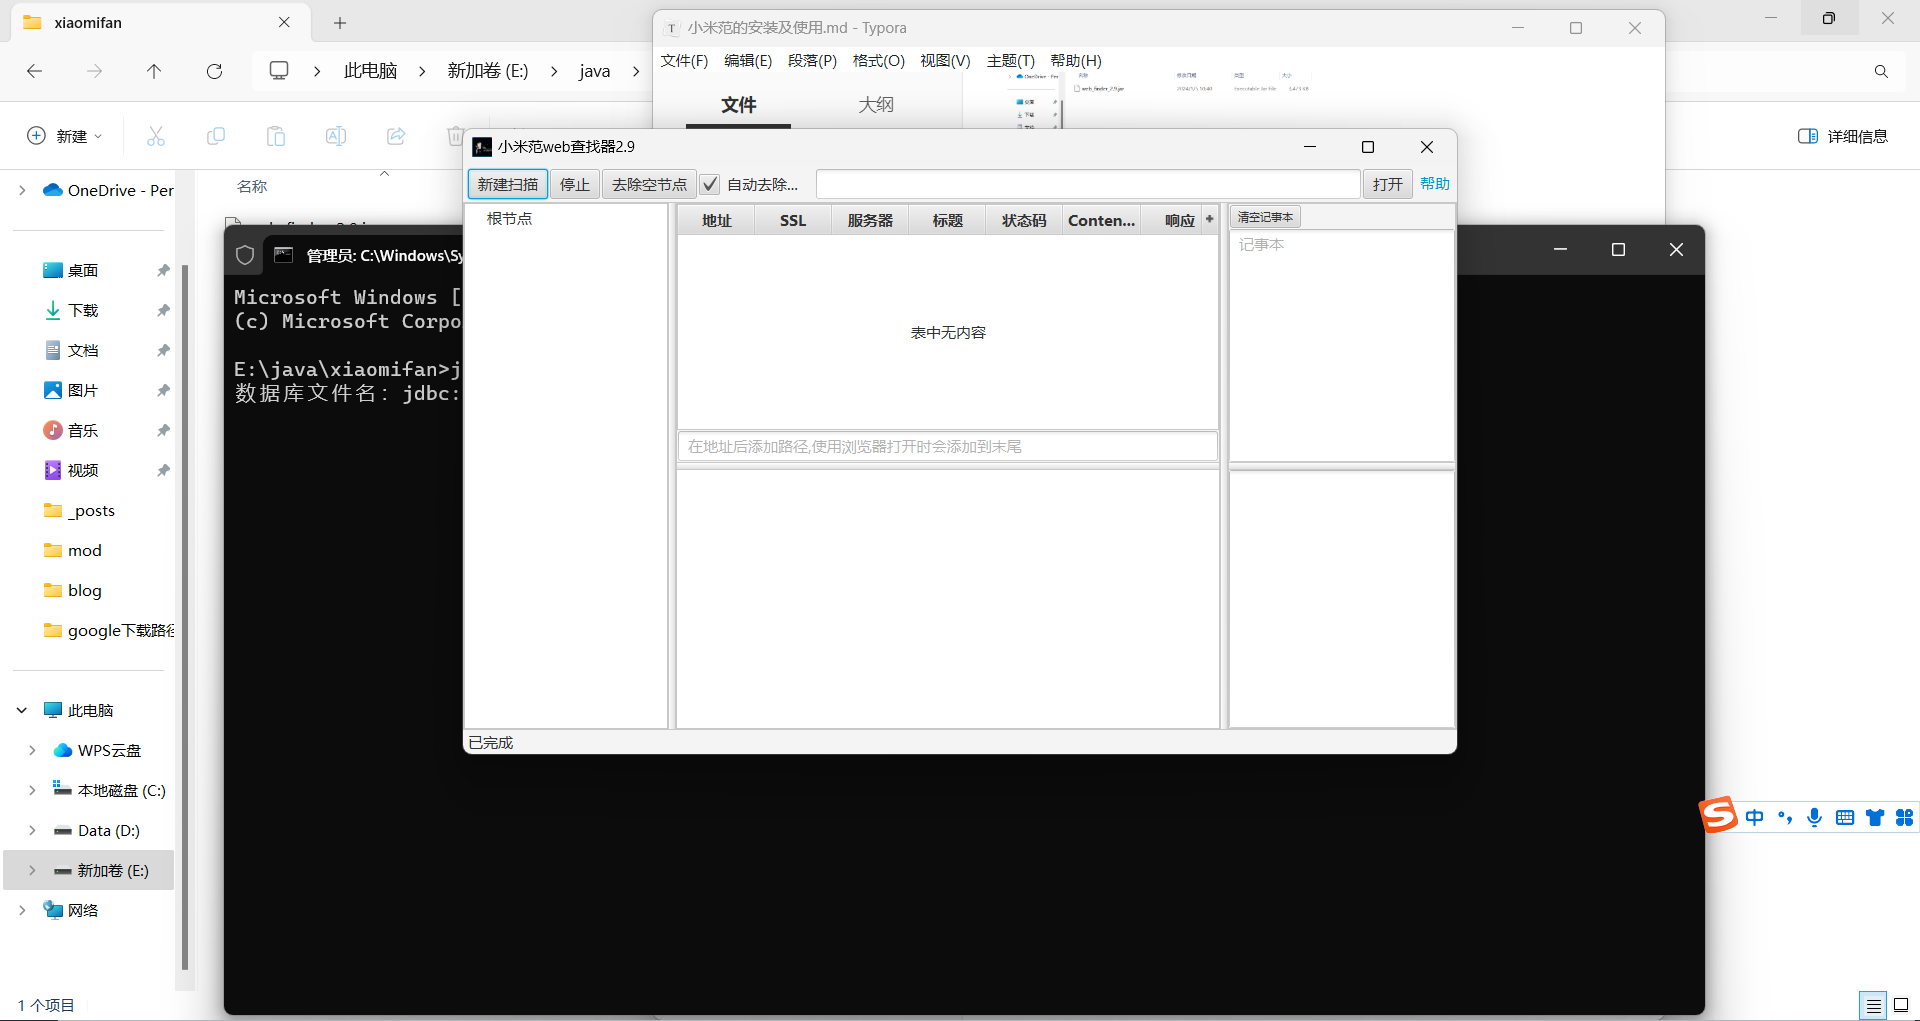 xiaomifan
小米范的安装及使用.md - Typora
此电脑 新加卷 (E:) java
文件(F) 编辑(E) 段落(P) 格式(O) 视图(V) 主题(T) 帮助(H)
文件 大纲
web_finder_2.9.jar
新建
详细信息
小米范web查找器2.9
新建扫描 停止 去除空节点 自动去除... 打开 帮助
OneDrive - Per
名称
根节点
地址 SSL 服务器 标题 状态码 Conten... 响应 +
清空记事本
记事本
管理员: C:\Windows\Sy
Microsoft Windows [
(c) Microsoft Corpo
E:\java\xiaomifan>j
数据库文件名: jdbc:
表中无内容
在地址后添加路径,使用浏览器打开时会添加到末尾
已完成
桌面
下载
文档
图片
音乐
视频
_posts
mod
blog
google下载路径
此电脑
WPS云盘
本地磁盘 (C:)
Data (D:)
新加卷 (E:)
网络
中
1 个项目